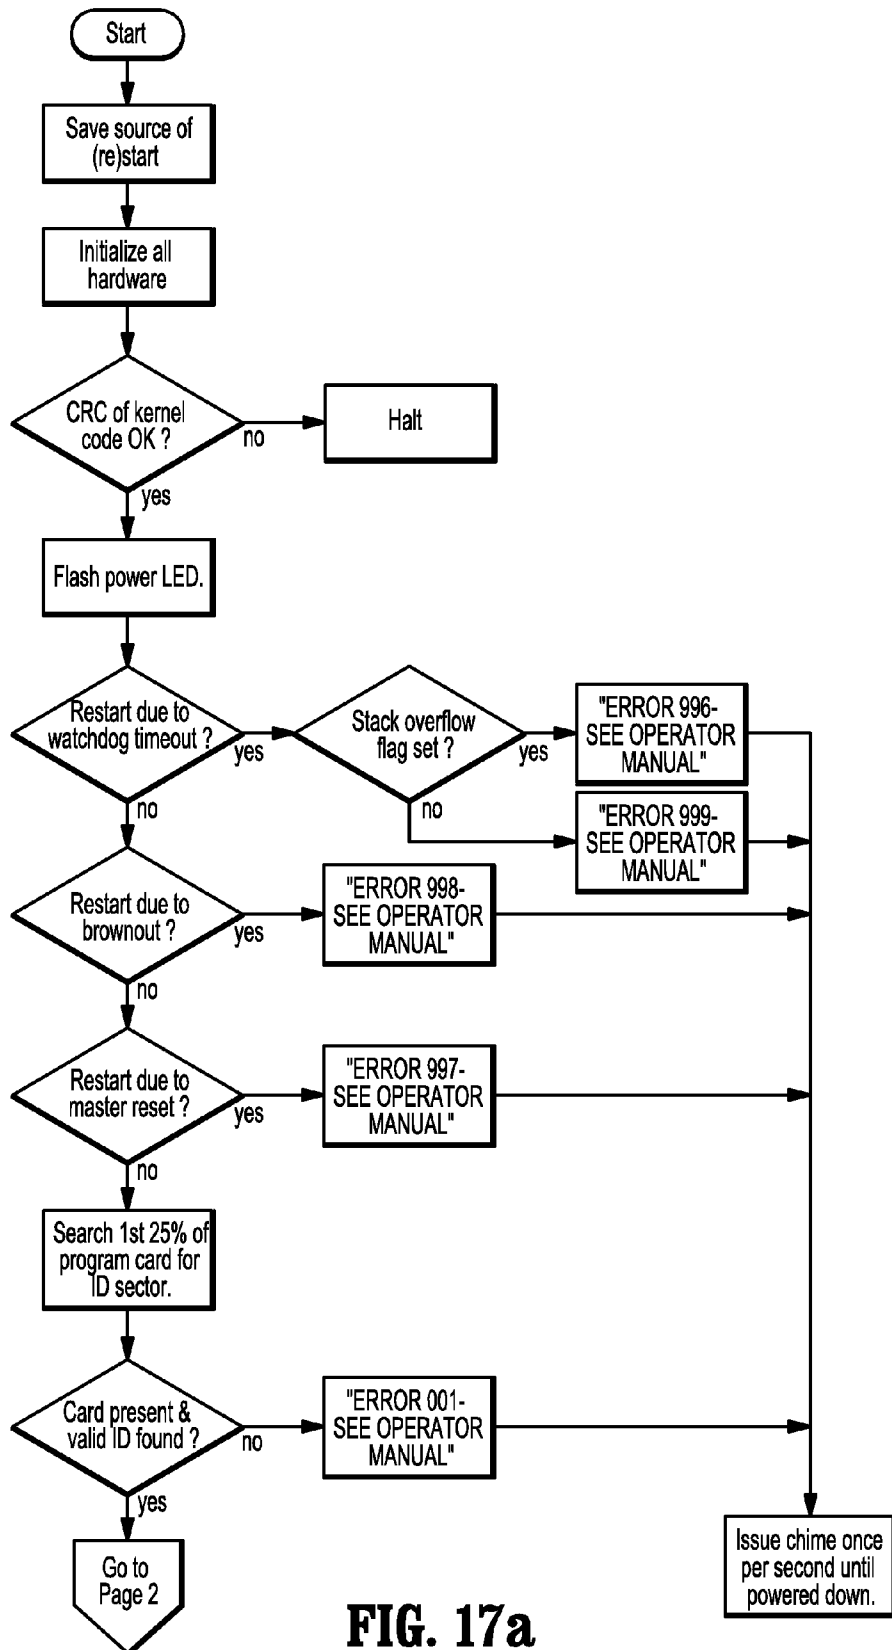 Start
Save source of
(re)start
Initialize all
hardware
CRC of kernel
code OK ?
no
Halt
yes
Flash power LED.
Restart due to
watchdog timeout ?
yes
Stack overflow
flag set ?
yes
"ERROR 996-
SEE OPERATOR
MANUAL"
no
no
"ERROR 999-
SEE OPERATOR
MANUAL"
Restart due to
brownout ?
yes
"ERROR 998-
SEE OPERATOR
MANUAL"
no
Restart due to
master reset ?
yes
"ERROR 997-
SEE OPERATOR
MANUAL"
no
Search 1st 25% of
program card for
ID sector.
Card present &
valid ID found ?
no
"ERROR 001-
SEE OPERATOR
MANUAL"
yes
Go to
Page 2
Issue chime once
per second until
powered down.
FIG. 17a